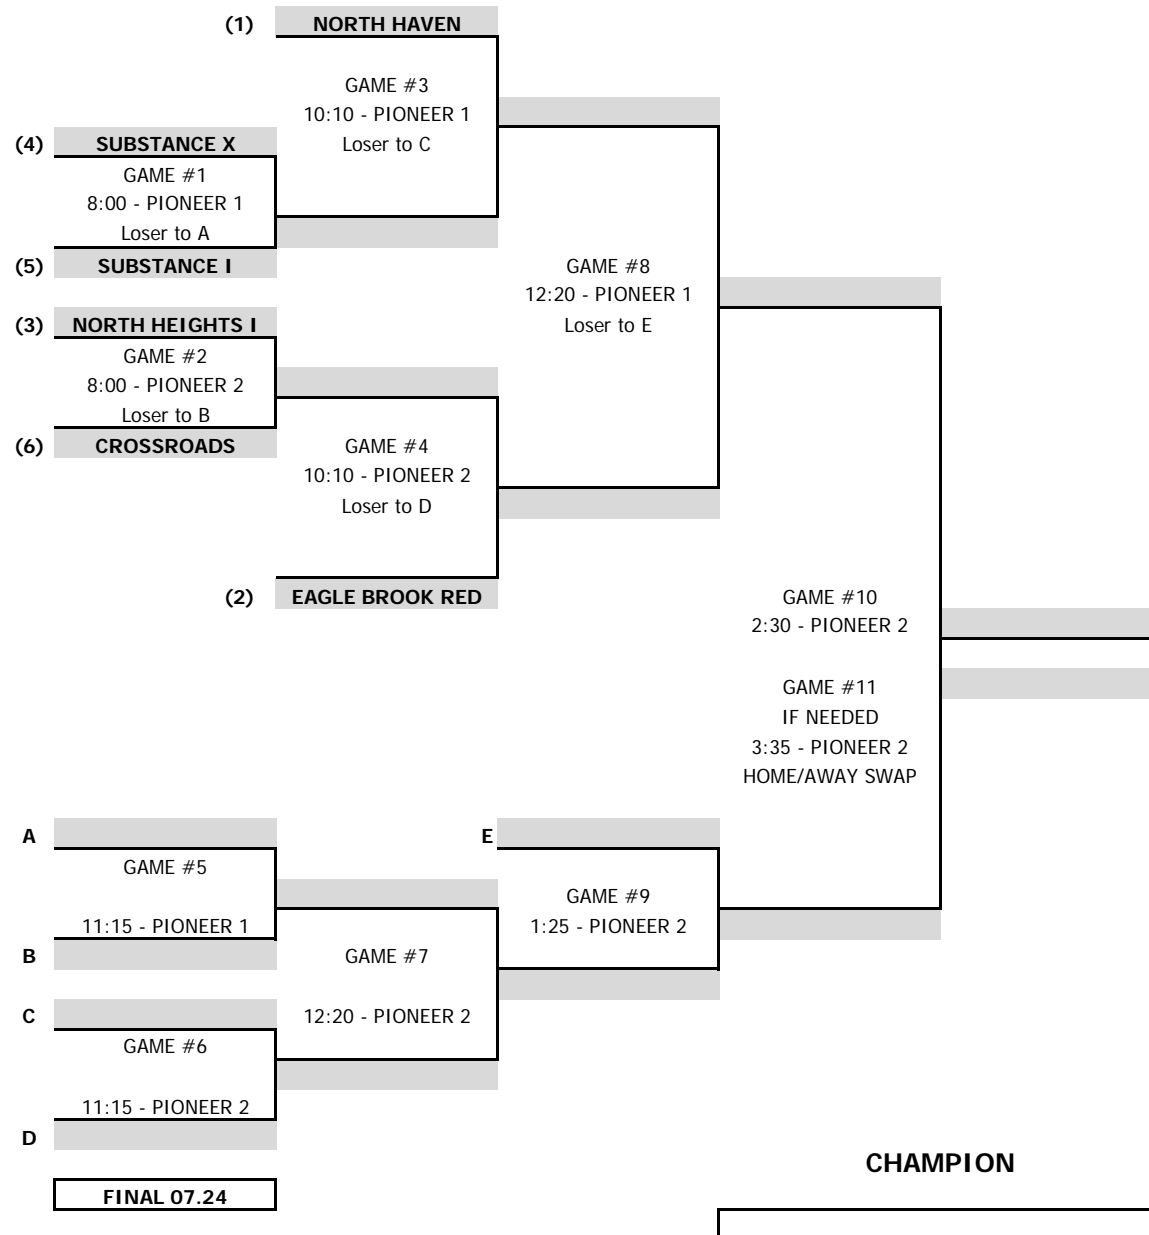 (1) NORTH HAVEN
GAME #3
10:10 - PIONEER 1
Loser to C
(4) SUBSTANCE X
GAME #1
8:00 - PIONEER 1
Loser to A
(5) SUBSTANCE I
GAME #8
12:20 - PIONEER 1
Loser to E
(3) NORTH HEIGHTS I
GAME #2
8:00 - PIONEER 2
Loser to B
(6) CROSSROADS
GAME #4
10:10 - PIONEER 2
Loser to D
(2) EAGLE BROOK RED
GAME #10
2:30 - PIONEER 2
GAME #11
IF NEEDED
3:35 - PIONEER 2
HOME/AWAY SWAP
A
GAME #5
11:15 - PIONEER 1
B
E
GAME #9
1:25 - PIONEER 2
GAME #7
12:20 - PIONEER 2
C
GAME #6
11:15 - PIONEER 2
D
CHAMPION
FINAL 07.24